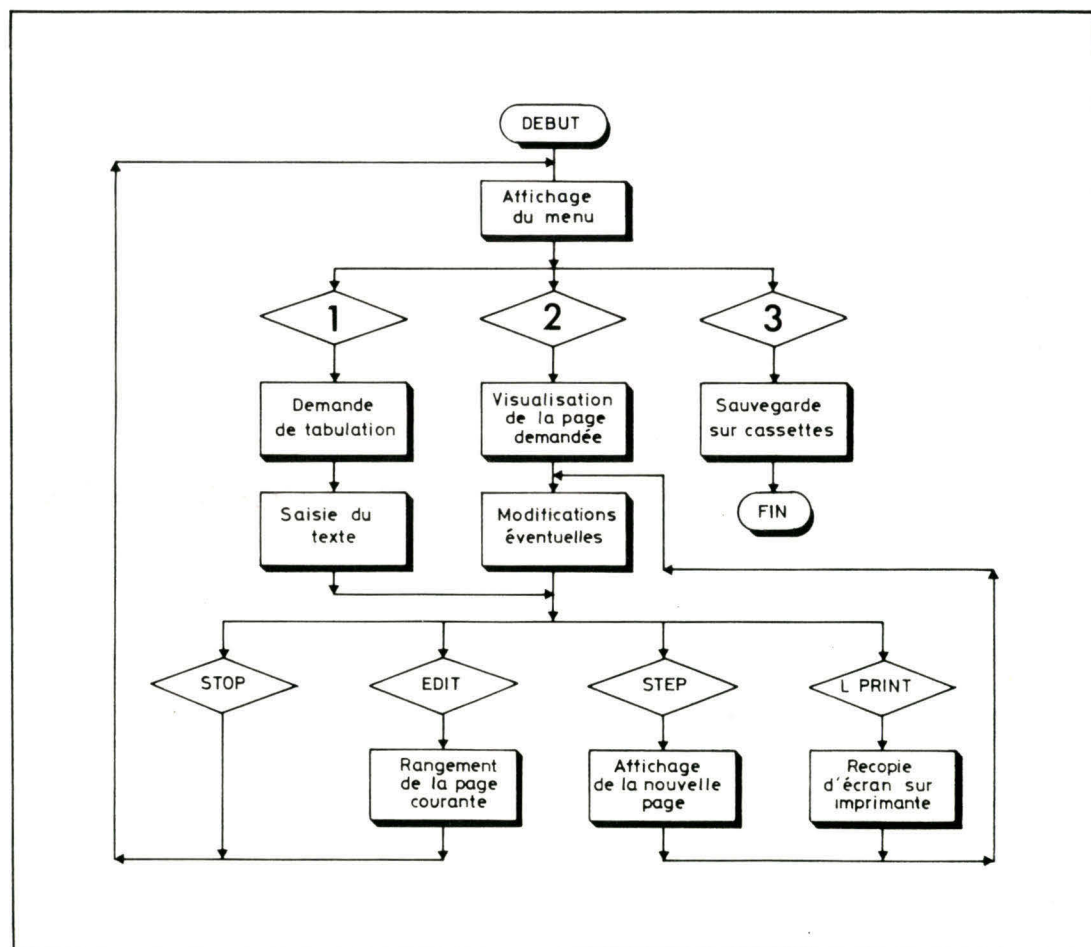 DEBUT
Affichage
du menu
1
2
3
Demande
de tabulation
Visualisation
de la page
demandée
Sauvegarde
sur cassettes
Saisie du
texte
Modifications
éventuelles
FIN
STOP
EDIT
STEP
L PRINT
Rangement
de la page
courante
Affichage
de la nouvelle
page
Recopie
d'écran sur
imprimante